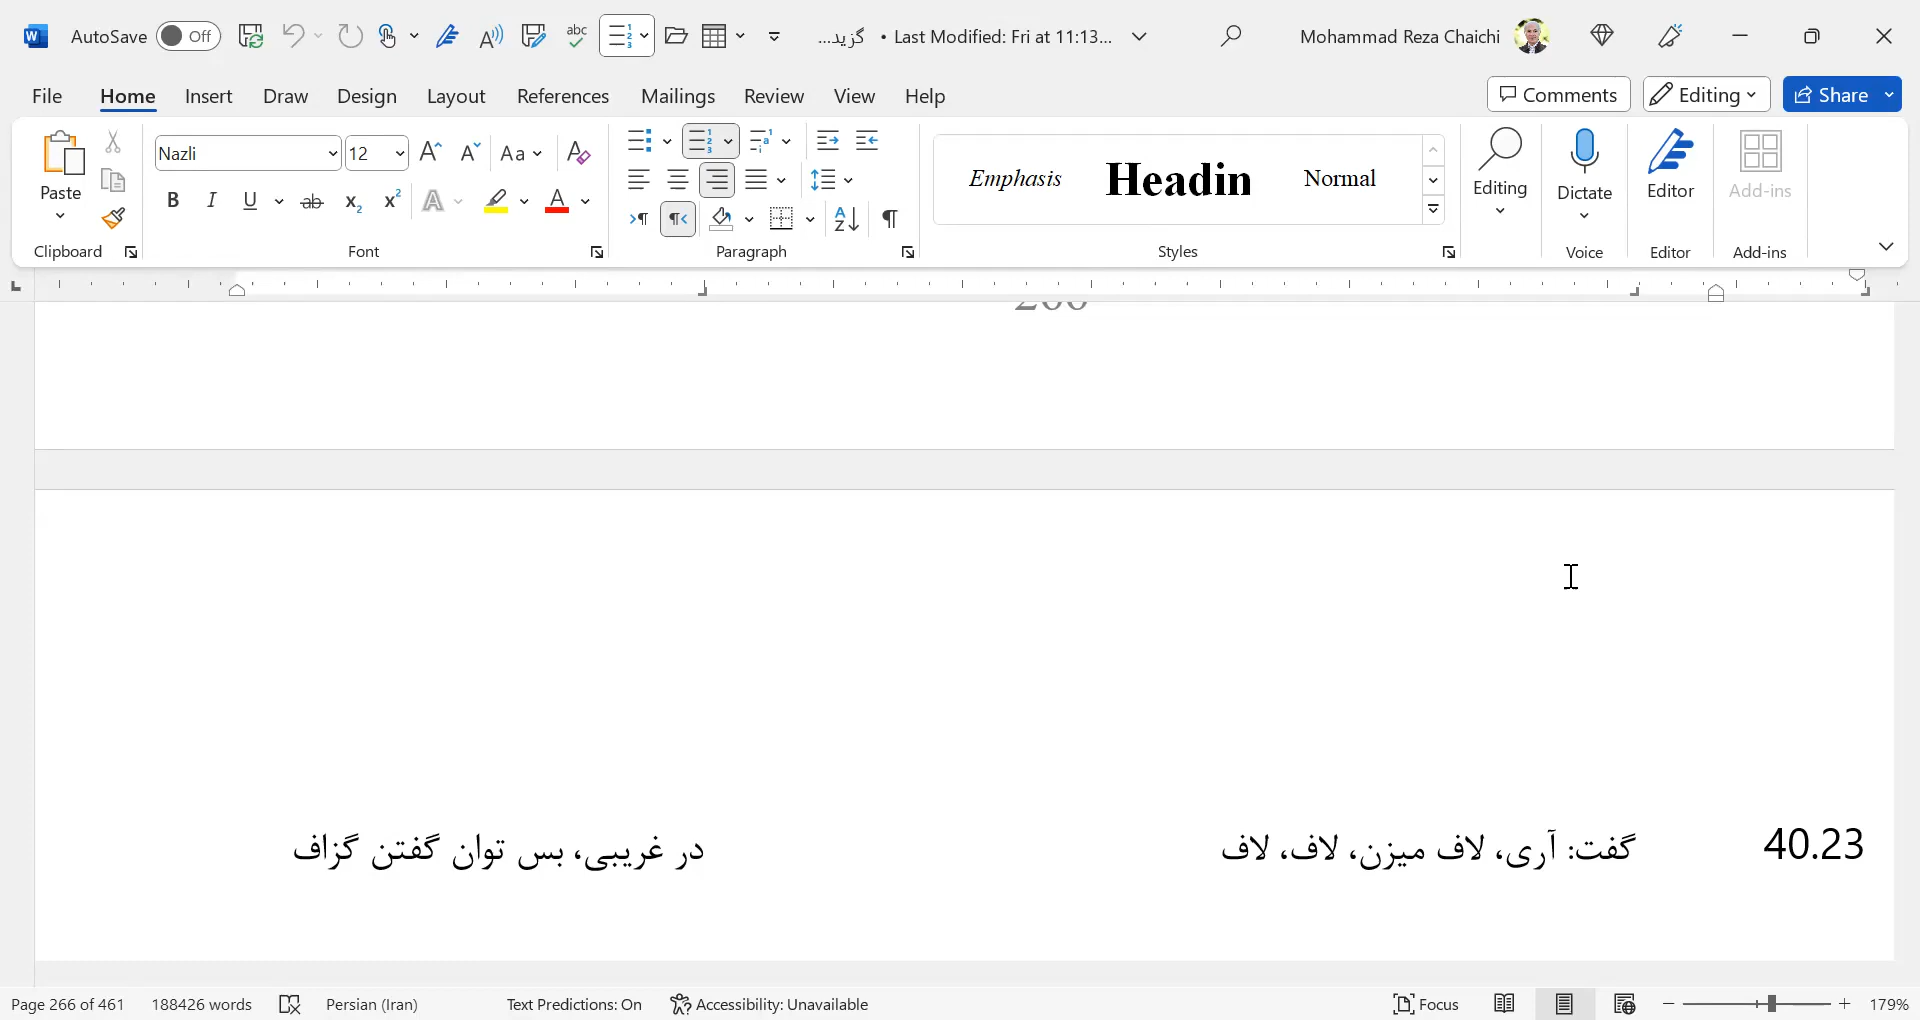 AutoSave Off گزید... • Last Modified: Fri at 11:13... Mohammad Reza Chaichi
File Home Insert Draw Design Layout References Mailings Review View Help Comments Editing Share
Paste
Clipboard
Nazli 12
Font
Paragraph
Emphasis Headin Normal
Styles
Editing
Dictate
Voice
Editor
Editor
Add-ins
Add-ins
266
40.23 گفت: آری، لاف میزن، لاف، لاف در غریبی، بس توان گفتن گزاف
Page 266 of 461 188426 words Persian (Iran) Text Predictions: On Accessibility: Unavailable Focus 179%